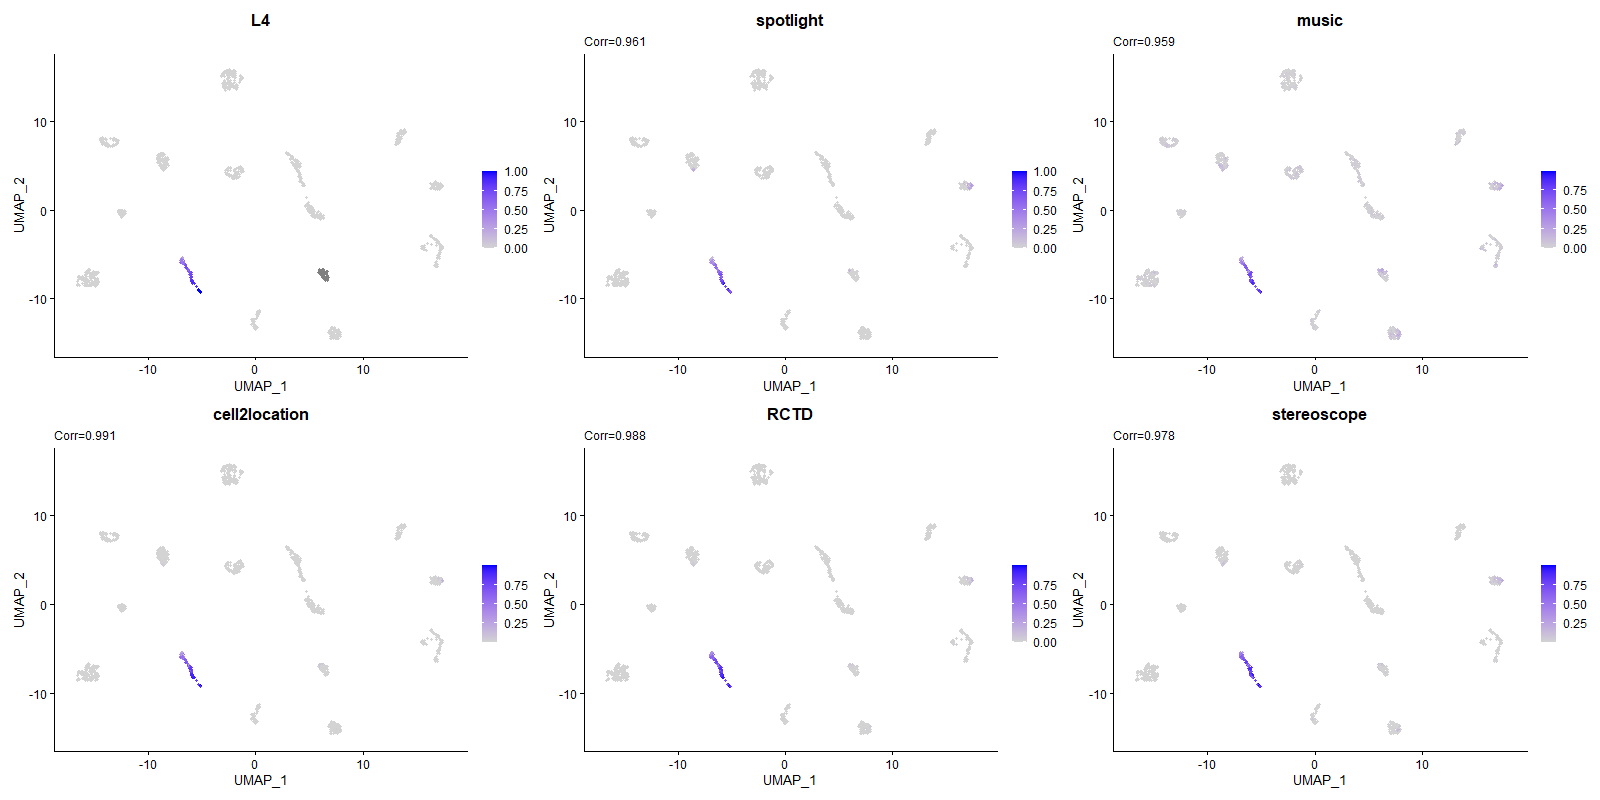 L4
UMAP_2
10
0
-10
-10
0
10
UMAP_1
1.00
0.75
0.50
0.25
0.00
spotlight
Corr=0.961
UMAP_2
10
0
-10
-10
0
10
UMAP_1
1.00
0.75
0.50
0.25
0.00
music
Corr=0.959
UMAP_2
10
0
-10
-10
0
10
UMAP_1
0.75
0.50
0.25
0.00
cell2location
Corr=0.991
UMAP_2
10
0
-10
-10
0
10
UMAP_1
0.75
0.50
0.25
RCTD
Corr=0.988
UMAP_2
10
0
-10
-10
0
10
UMAP_1
0.75
0.50
0.25
0.00
stereoscope
Corr=0.978
UMAP_2
10
0
-10
-10
0
10
UMAP_1
0.75
0.50
0.25